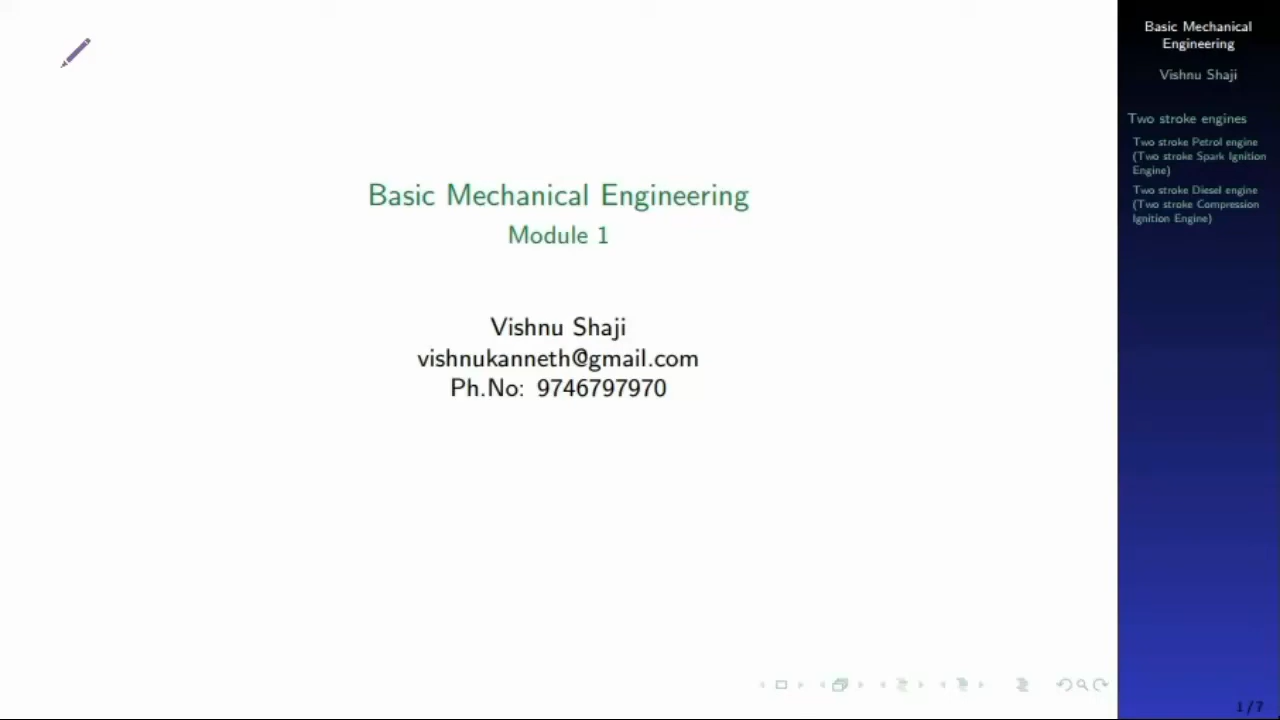 Basic Mechanical Engineering
Module 1
Vishnu Shaji
vishnukanneth@gmail.com
Ph.No: 9746797970
Basic Mechanical
Engineering
Vishnu Shaji
Two stroke engines
Two stroke Petrol engine
(Two stroke Spark Ignition
Engine)
Two stroke Diesel engine
(Two stroke Compression
Ignition Engine)
1 / 7